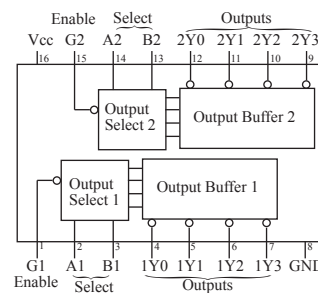 Enable Select Outputs
Vcc G2 A2 B2 2Y0 2Y1 2Y2 2Y3
16 15 14 13 12 11 10 9
Output
Select 2
Output Buffer 2
Output
Select 1
Output Buffer 1
1 2 3 4 5 6 7 8
G1 A1 B1 1Y0 1Y1 1Y2 1Y3 GND
Enable Select Outputs